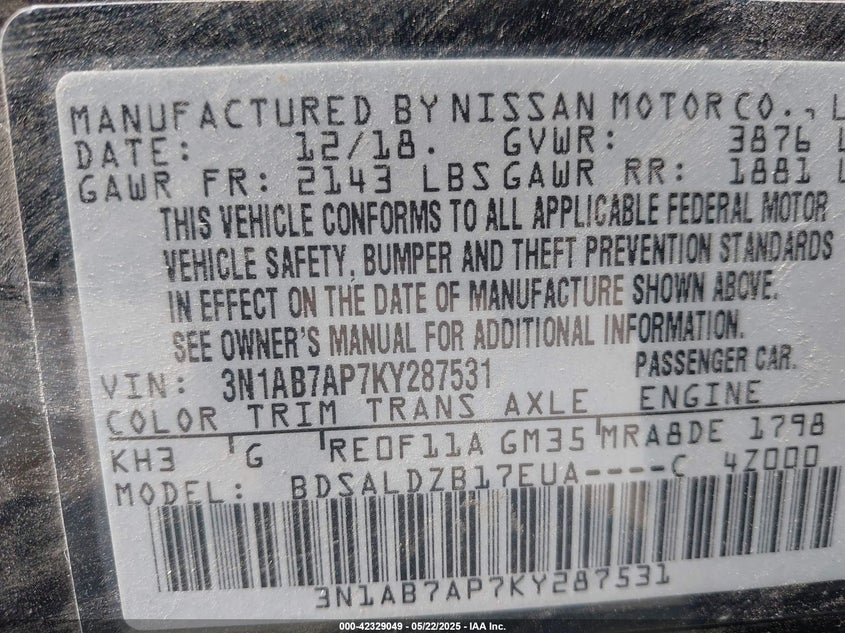 MANUFACTURED BY NISSAN MOTOR CO., L
DATE: 12/18. GVWR: 3876 L
GAWR FR: 2143 LBS GAWR RR: 1881 L
THIS VEHICLE CONFORMS TO ALL APPLICABLE FEDERAL MOTOR
VEHICLE SAFETY, BUMPER AND THEFT PREVENTION STANDARDS
IN EFFECT ON THE DATE OF MANUFACTURE SHOWN ABOVE.
SEE OWNER'S MANUAL FOR ADDITIONAL INFORMATION.
VIN: 3N1AB7AP7KY287531 PASSENGER CAR.
COLOR TRIM TRANS AXLE ENGINE
KH3 G RE0F11A GM35 MRA8DE 1798
MODEL: BDSALDZB17EUA----C 4Z000
3N1AB7AP7KY287531
000-42329049 - 05/22/2025 - IAA Inc.